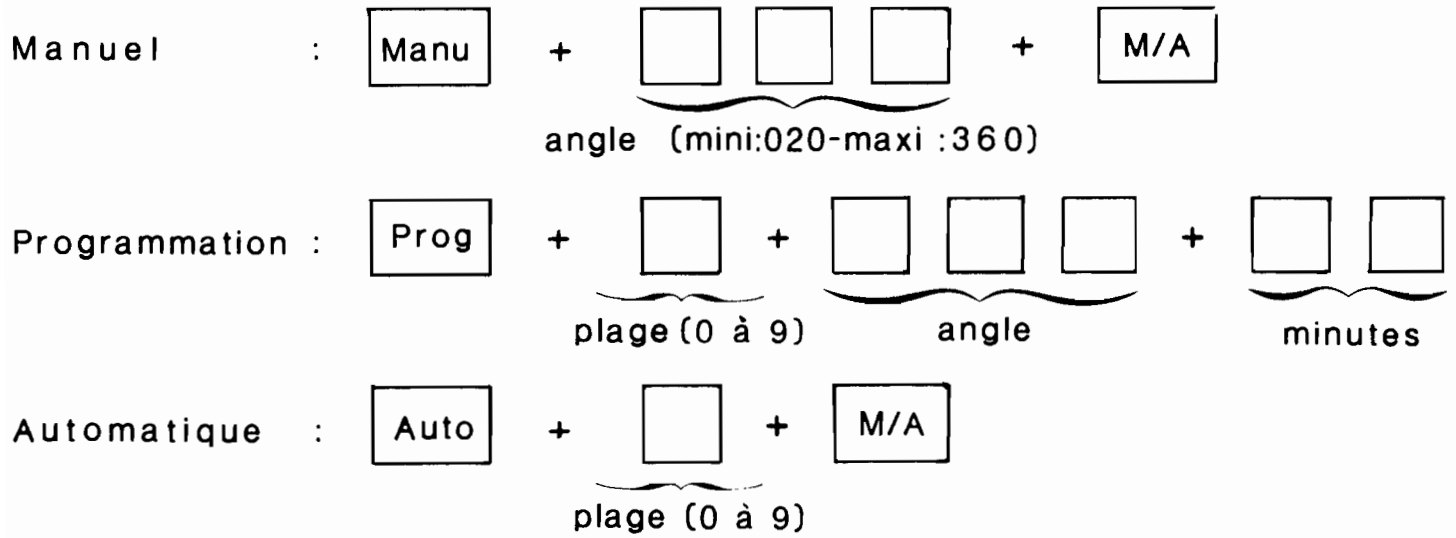 Manuel : Manu + + M/A
angle (mini:020-maxi :360)
Programmation : Prog + + +
plage (0 à 9) angle minutes
Automatique : Auto + + M/A
plage (0 à 9)